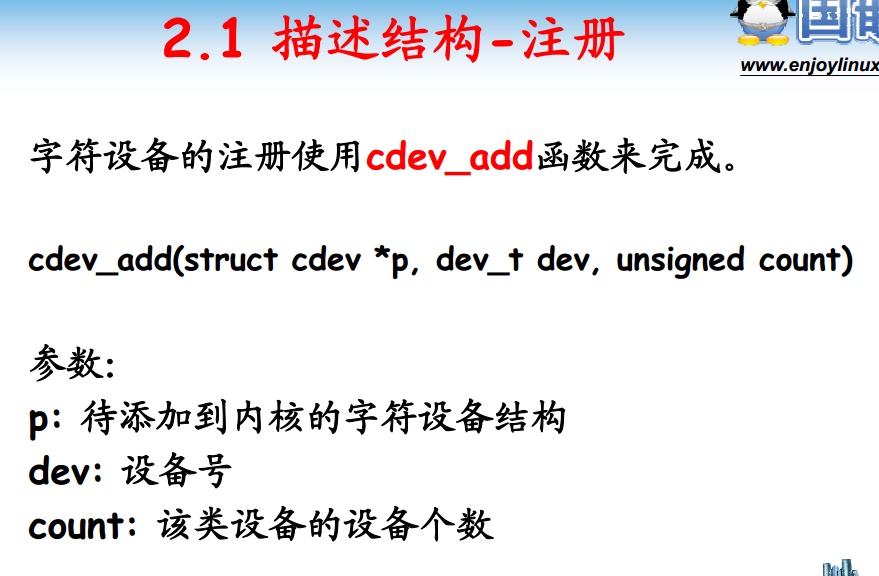 2.1 描述结构-注册
www.enjoylinux
字符设备的注册使用cdev_add函数来完成。
cdev_add(struct cdev *p, dev_t dev, unsigned count)
参数:
p: 待添加到内核的字符设备结构
dev: 设备号
count: 该类设备的设备个数